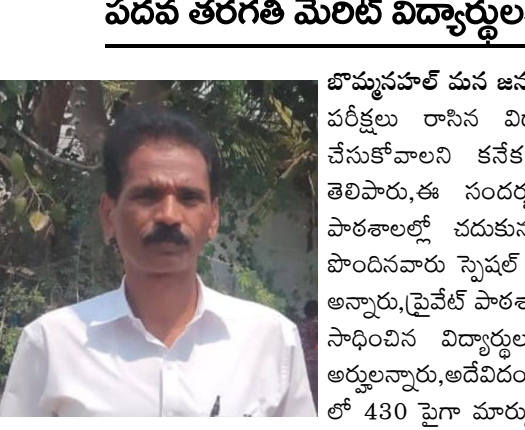 పదవ తరగతి మెరిట్ విద్యార్థుల
బొమ్మనహల్ మన జన
పరీక్షలు రాసిన విద
చేసుకోవాలని కనేక
తెలిపారు,ఈ సందర్భ
పాఠశాలల్లో చదుకున
పొందినవారు స్పెషల్
అన్నారు,ప్రైవేట్ పాఠశ
సాధించిన విద్యార్థుల
అర్హులన్నారు,అదేవిదం
లో 430 పైగా మార్కు